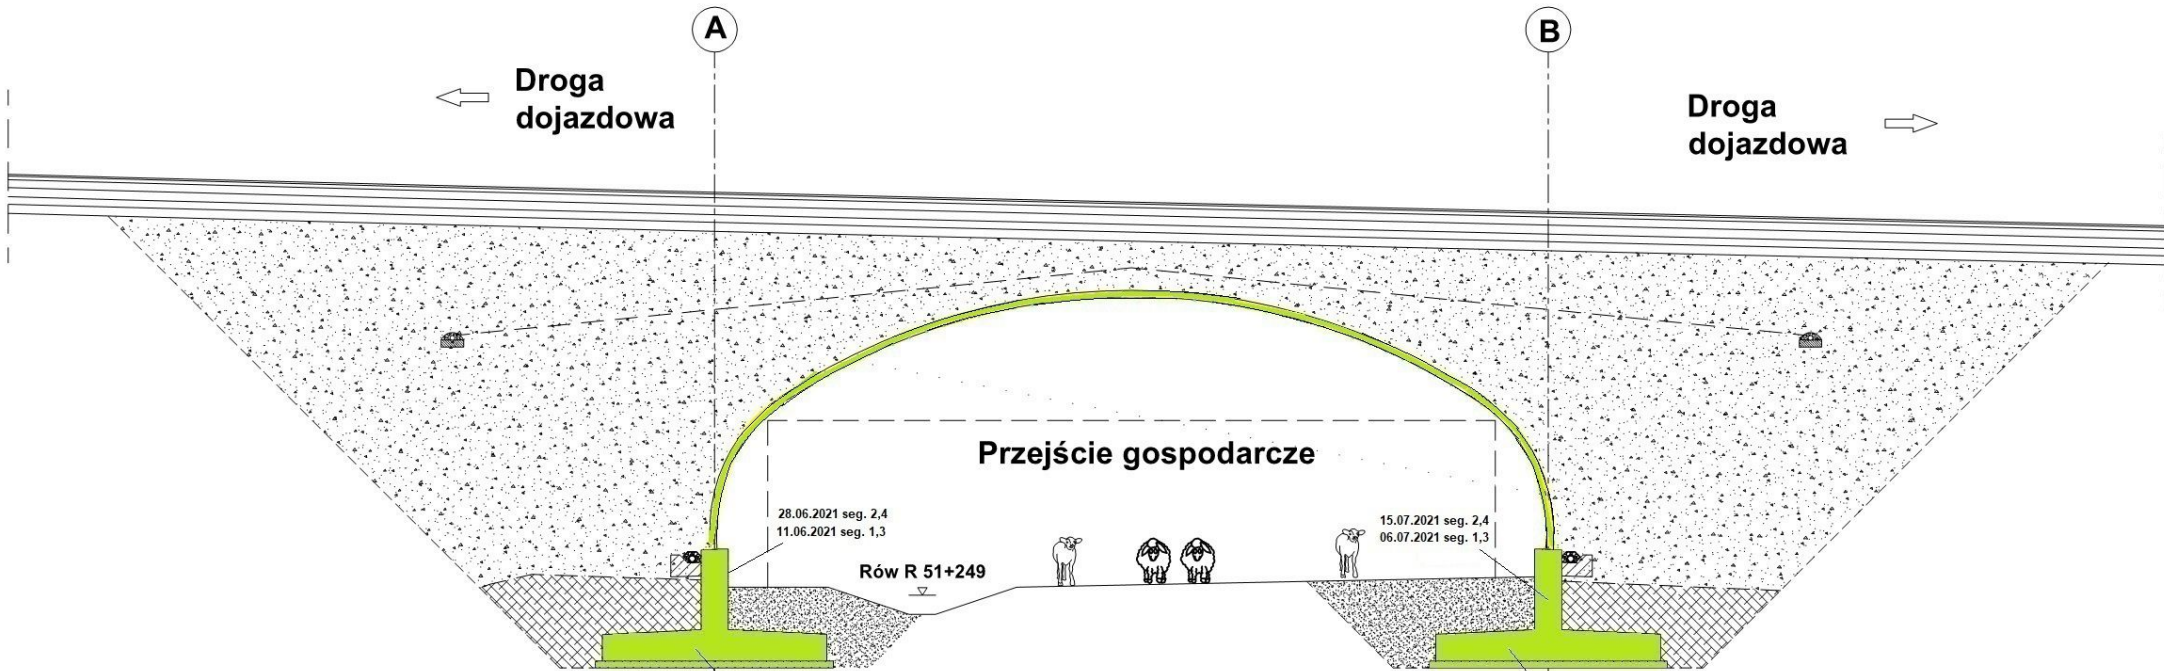 A
B
Droga
dojazdowa
Droga
dojazdowa
Przejście gospodarcze
28.06.2021 seg. 2,4
11.06.2021 seg. 1,3
15.07.2021 seg. 2,4
06.07.2021 seg. 1,3
Rów R 51+249